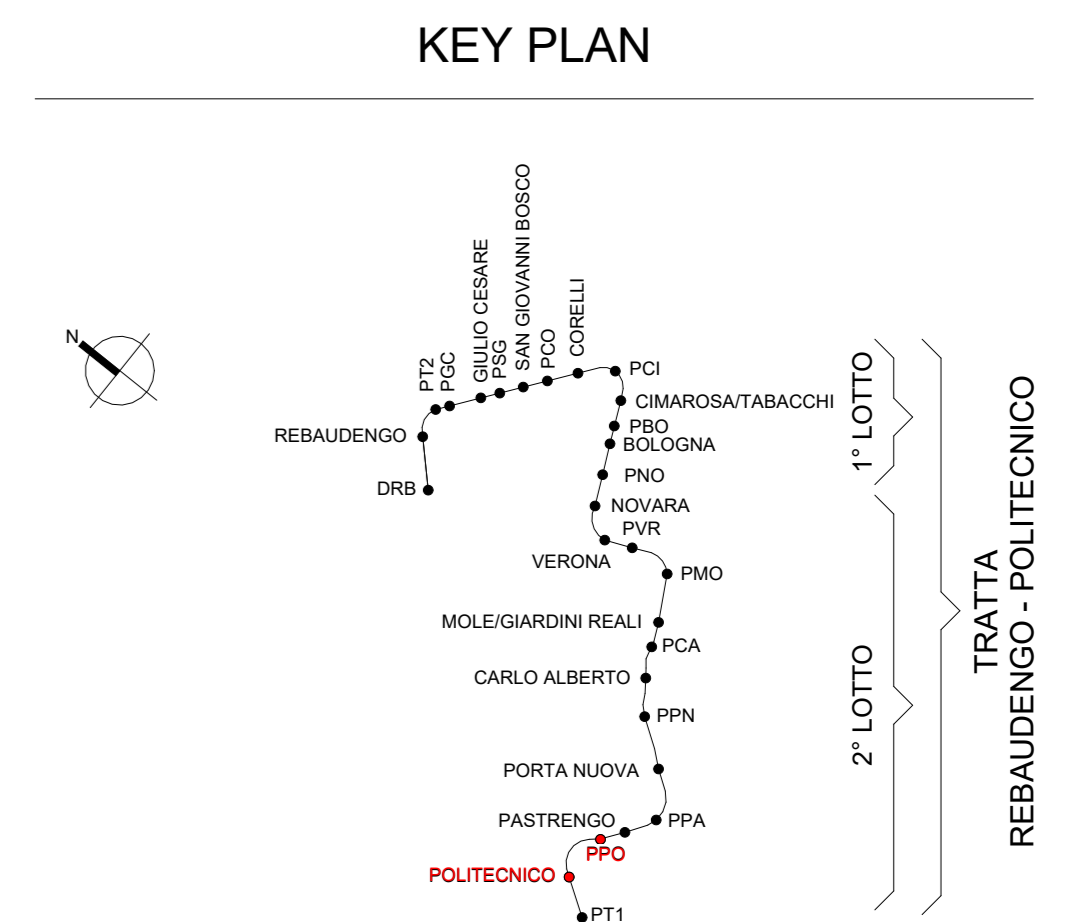 KEY PLAN
N
PT2
PGC
GIULIO CESARE
PSG
SAN GIOVANNI BOSCO
PCO
CORELLI
PCI
CIMAROSA/TABACCHI
REBAUDENGO
PBO
BOLOGNA
DRB
PNO
NOVARA
PVR
VERONA
PMO
MOLE/GIARDINI REALI
PCA
CARLO ALBERTO
PPN
PORTA NUOVA
PASTRENGO
PPA
PPO
POLITECNICO
PT1
1° LOTTO
2° LOTTO
TRATTA
REBAUDENGO - POLITECNICO